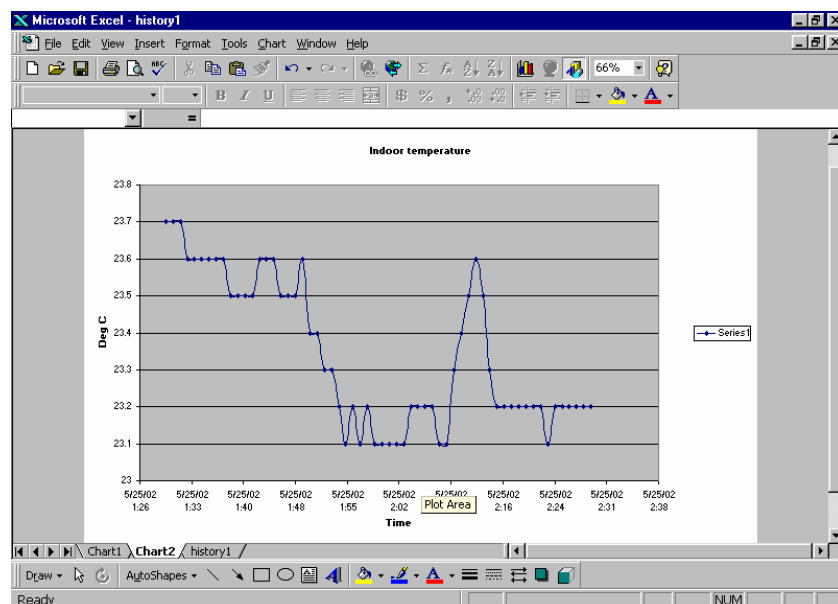 Microsoft Excel - history1
File Edit View Insert Format Tools Chart Window Help
66%
B I U $ % ,
=
Indoor temperature
23.8
23.7
23.6
23.5
23.4
23.3
23.2
23.1
23
Deg C
Series1
5/25/02 5/25/02 5/25/02 5/25/02 5/25/02 5/25/02 5/25/02 5/25/02 5/25/02 5/25/02
1:26 1:33 1:40 1:48 1:55 2:02 2:16 2:24 2:31 2:38
Plot Area
Time
Chart1 Chart2 history1
Draw AutoShapes
Ready NUM